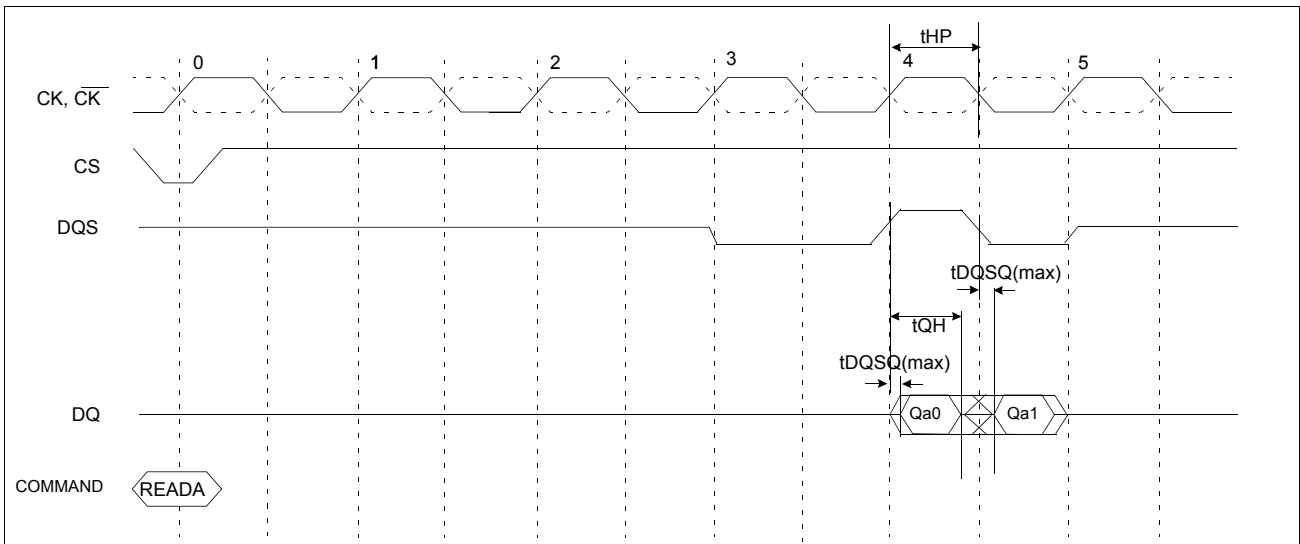 tHP
0 1 2 3 4 5
CK, C̅K̅
CS
DQS
tDQSQ(max)
tQH
tDQSQ(max)
DQ Qa0 Qa1
COMMAND READA